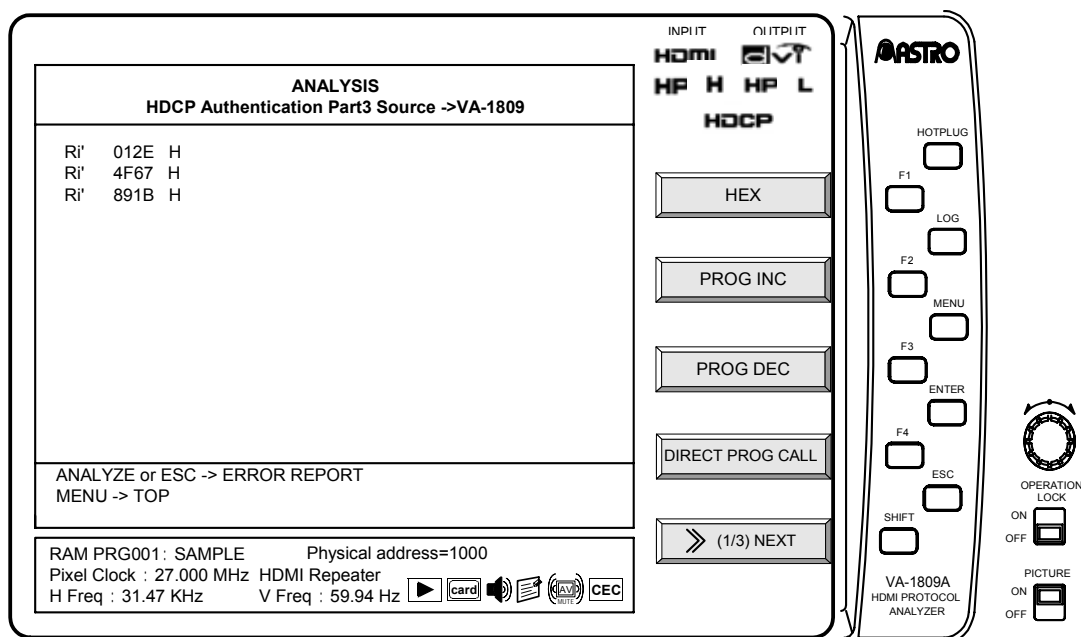 INPUT OUTPUT
HDMI
HP H HP L
HDCP
ASTRO
ANALYSIS
HDCP Authentication Part3 Source ->VA-1809
Ri' 012E H
Ri' 4F67 H
Ri' 891B H
ANALYZE or ESC -> ERROR REPORT
MENU -> TOP
RAM PRG001: SAMPLE Physical address=1000
Pixel Clock : 27.000 MHz HDMI Repeater
H Freq : 31.47 KHz V Freq : 59.94 Hz card AV MUTE CEC
HEX
PROG INC
PROG DEC
DIRECT PROG CALL
(1/3) NEXT
HOTPLUG
F1
LOG
F2
MENU
F3
ENTER
F4
ESC
SHIFT
VA-1809A
HDMI PROTOCOL
ANALYZER
OPERATION
LOCK
ON
OFF
PICTURE
ON
OFF